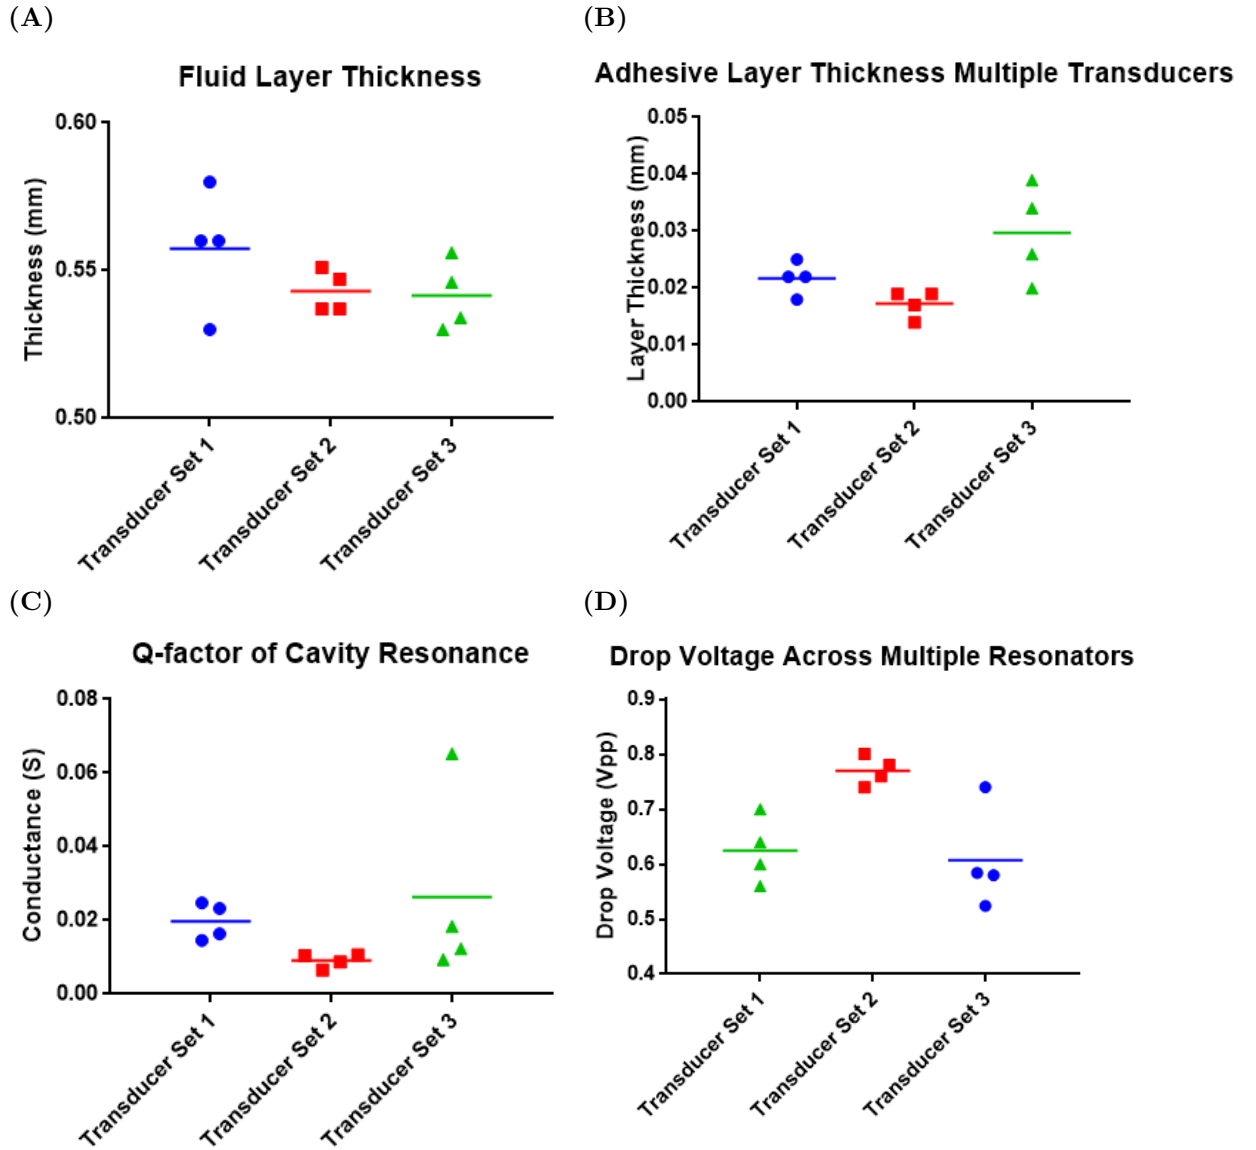 (A)
Fluid Layer Thickness
Thickness (mm)
0.60
0.55
0.50
Transducer Set 1
Transducer Set 2
Transducer Set 3
(B)
Adhesive Layer Thickness Multiple Transducers
Layer Thickness (mm)
0.05
0.04
0.03
0.02
0.01
0.00
Transducer Set 1
Transducer Set 2
Transducer Set 3
(C)
Q-factor of Cavity Resonance
Conductance (S)
0.08
0.06
0.04
0.02
0.00
Transducer Set 1
Transducer Set 2
Transducer Set 3
(D)
Drop Voltage Across Multiple Resonators
Drop Voltage (Vpp)
0.9
0.8
0.7
0.6
0.5
0.4
Transducer Set 1
Transducer Set 2
Transducer Set 3